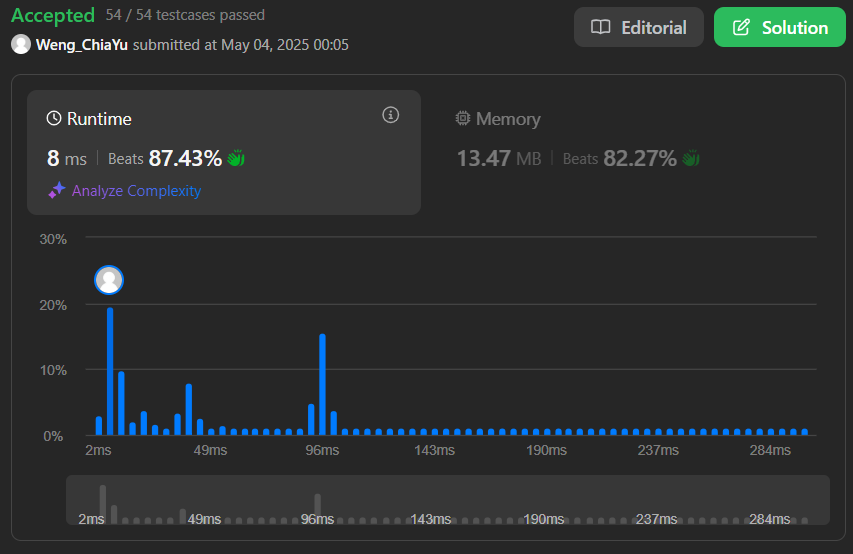 Accepted 54 / 54 testcases passed
Editorial
Solution
Weng_ChiaYu submitted at May 04, 2025 00:05
Runtime
8 ms | Beats 87.43%
Analyze Complexity
Memory
13.47 MB | Beats 82.27%
30%
20%
10%
0%
2ms 49ms 96ms 143ms 190ms 237ms 284ms
2ms 49ms 96ms 143ms 190ms 237ms 284ms